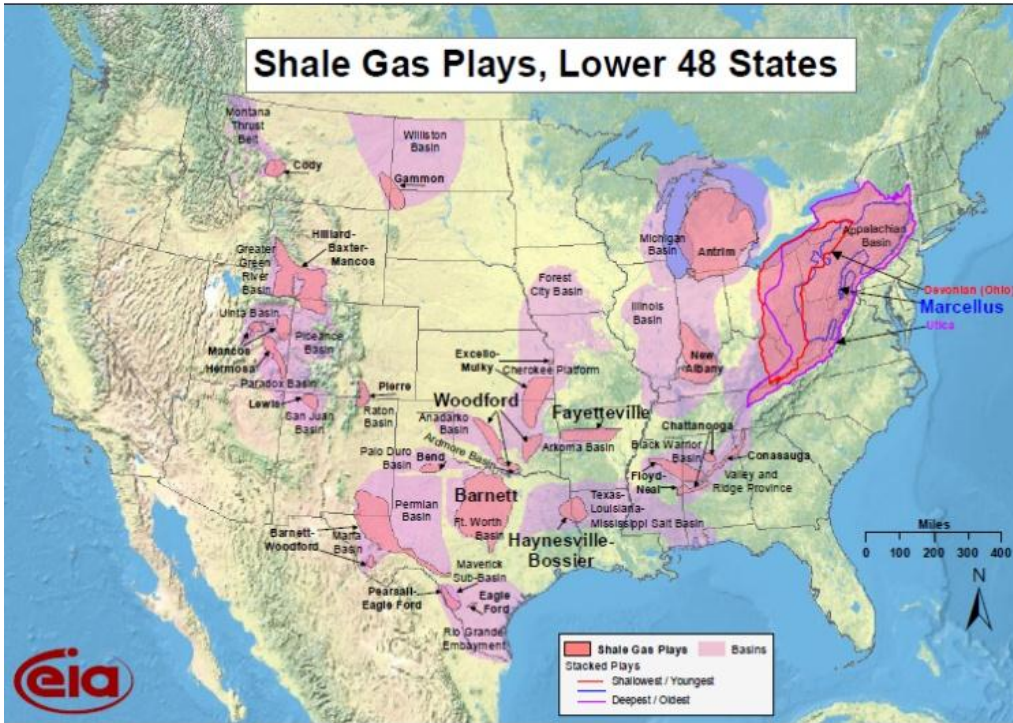 Shale Gas Plays, Lower 48 States
Montana
Thrust
Belt
Cody
Williston
Basin
Gammon
Hilliard-
Baxter-
Mancos
Greater
Green
River
Basin
Uinta Basin
Piceance
Basin
Mancos
Hermosa
Paradox Basin
Lewis
San Juan
Basin
Pierre
Raton
Basin
Michigan
Basin
Antrim
Appalachian
Basin
Devonian (Ohio)
Marcellus
Utica
Forest
City Basin
Illinois
Basin
New
Albany
Excello-
Mulky
Cherokee Platform
Woodford
Anadarko
Basin
Ardmore Basin
Fayetteville
Arkoma Basin
Chattanooga
Black Warrior
Basin
Conasauga
Floyd-
Neal
Valley and
Ridge Province
Palo Duro
Basin
Bend
Barnett
Ft. Worth
Basin
Permian
Basin
Barnett-
Woodford
Marfa
Basin
Texas-
Louisiana-
Mississippi Salt Basin
Haynesville-
Bossier
Maverick
Sub-Basin
Pearsall-
Eagle Ford
Eagle
Ford
Rio Grande
Embayment
Miles
0 100 200 300 400
N
Shale Gas Plays
Basins
Stacked Plays
Shallowest / Youngest
Deepest / Oldest
eia